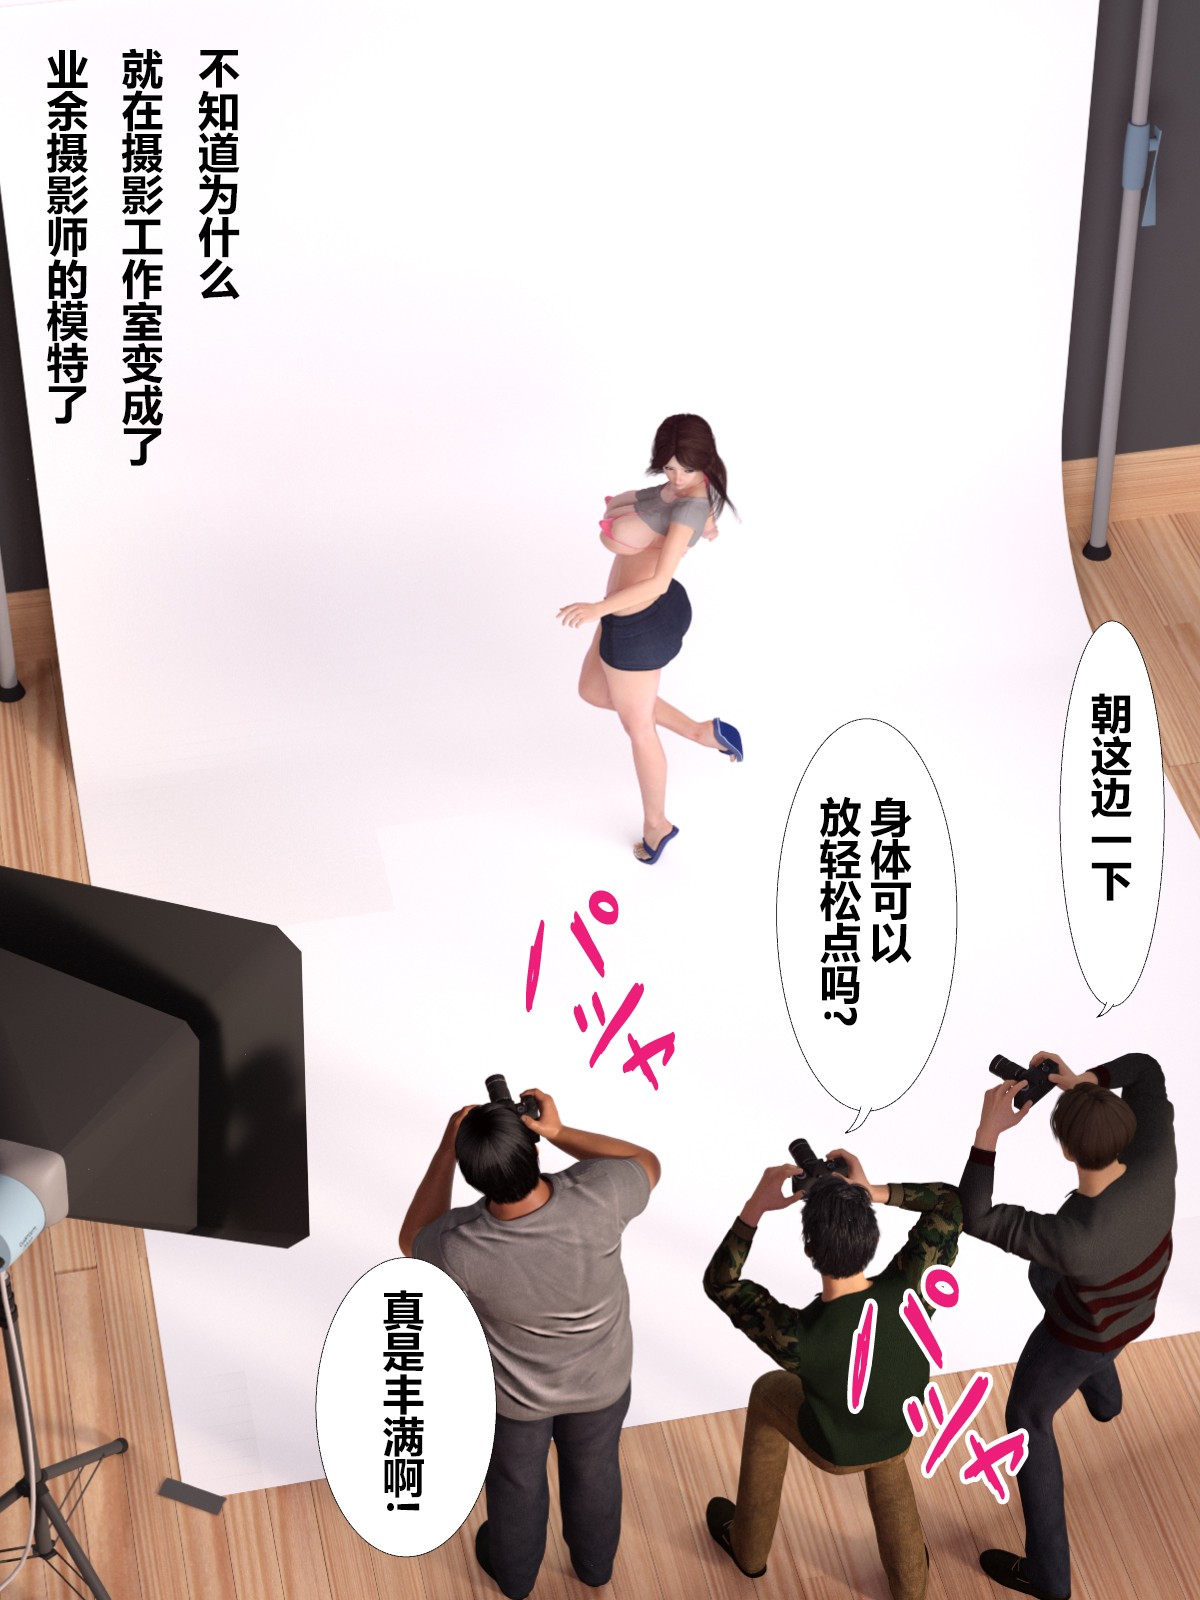 不知道为什么
就在摄影工作室变成了
业余摄影师的模特了
朝这边一下
身体可以
放轻松点吗?
パシャ
真是丰满啊!
パシャ